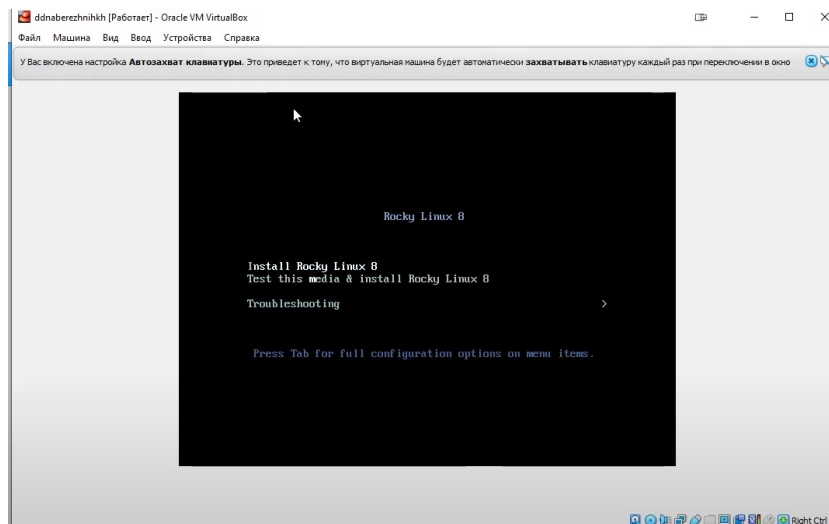 ddnaberezhnihkh [Работает] - Oracle VM VirtualBox
Файл Машина Вид Ввод Устройства Справка
У Вас включена настройка Автозахват клавиатуры. Это приведет к тому, что виртуальная машина будет автоматически захватывать клавиатуру каждый раз при переключении в окно
Rocky Linux 8
Install Rocky Linux 8
Test this media & install Rocky Linux 8
Troubleshooting >
Press Tab for full configuration options on menu items.
Right Ctrl